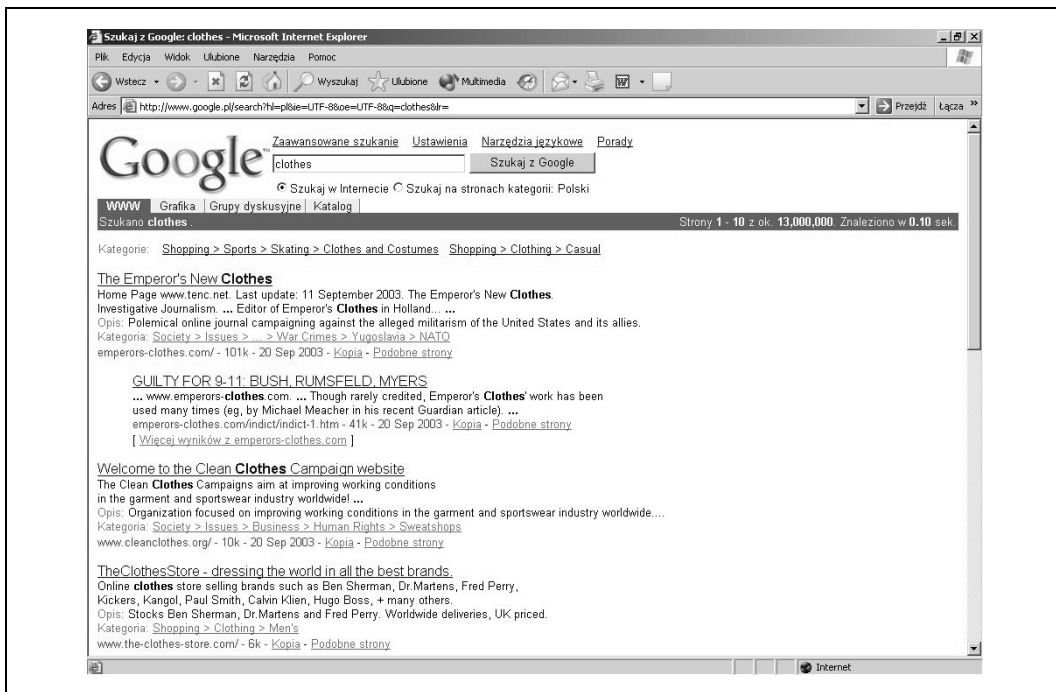 Szukaj z Google: clothes - Microsoft Internet Explorer
Plik Edycja Widok Ulubione Narzędzia Pomoc
Wstecz Wyszukaj Ulubione Multimedia
Adres http://www.google.pl/search?hl=pl&ie=UTF-8&oe=UTF-8&q=clothes&lr= Przejdź Łącza »
Zaawansowane szukanie Ustawienia Narzędzia językowe Porady
Google™ clothes Szukaj z Google
Szukaj w Internecie Szukaj na stronach kategorii: Polski
WWW Grafika Grupy dyskusyjne Katalog
Szukano clothes. Strony 1 - 10 z ok. 13,000,000. Znaleziono w 0.10 sek.
Kategorie: Shopping > Sports > Skating > Clothes and Costumes Shopping > Clothing > Casual
The Emperor's New Clothes
Home Page www.tenc.net. Last update: 11 September 2003. The Emperor's New Clothes.
Investigative Journalism. ... Editor of Emperor's Clothes in Holland... ...
Opis: Polemical online journal campaigning against the alleged militarism of the United States and its allies.
Kategoria: Society > Issues > ... > War Crimes > Yugoslavia > NATO
emperors-clothes.com/ - 101k - 20 Sep 2003 - Kopia - Podobne strony
GUILTY FOR 9-11: BUSH, RUMSFELD, MYERS
... www.emperors-clothes.com. ... Though rarely credited, Emperor's Clothes' work has been
used many times (eg, by Michael Meacher in his recent Guardian article). ...
emperors-clothes.com/indict/indict-1.htm - 41k - 20 Sep 2003 - Kopia - Podobne strony
[ Więcej wyników z emperors-clothes.com ]
Welcome to the Clean Clothes Campaign website
The Clean Clothes Campaigns aim at improving working conditions
in the garment and sportswear industry worldwide! ...
Opis: Organization focused on improving working conditions in the garment and sportswear industry worldwide....
Kategoria: Society > Issues > Business > Human Rights > Sweatshops
www.cleanclothes.org/ - 10k - 20 Sep 2003 - Kopia - Podobne strony
TheClothesStore - dressing the world in all the best brands.
Online clothes store selling brands such as Ben Sherman, Dr.Martens, Fred Perry,
Kickers, Kangol, Paul Smith, Calvin Klien, Hugo Boss, + many others.
Opis: Stocks Ben Sherman, Dr.Martens and Fred Perry. Worldwide deliveries, UK priced.
Kategoria: Shopping > Clothing > Men's
www.the-clothes-store.com/ - 6k - Kopia - Podobne strony
Internet